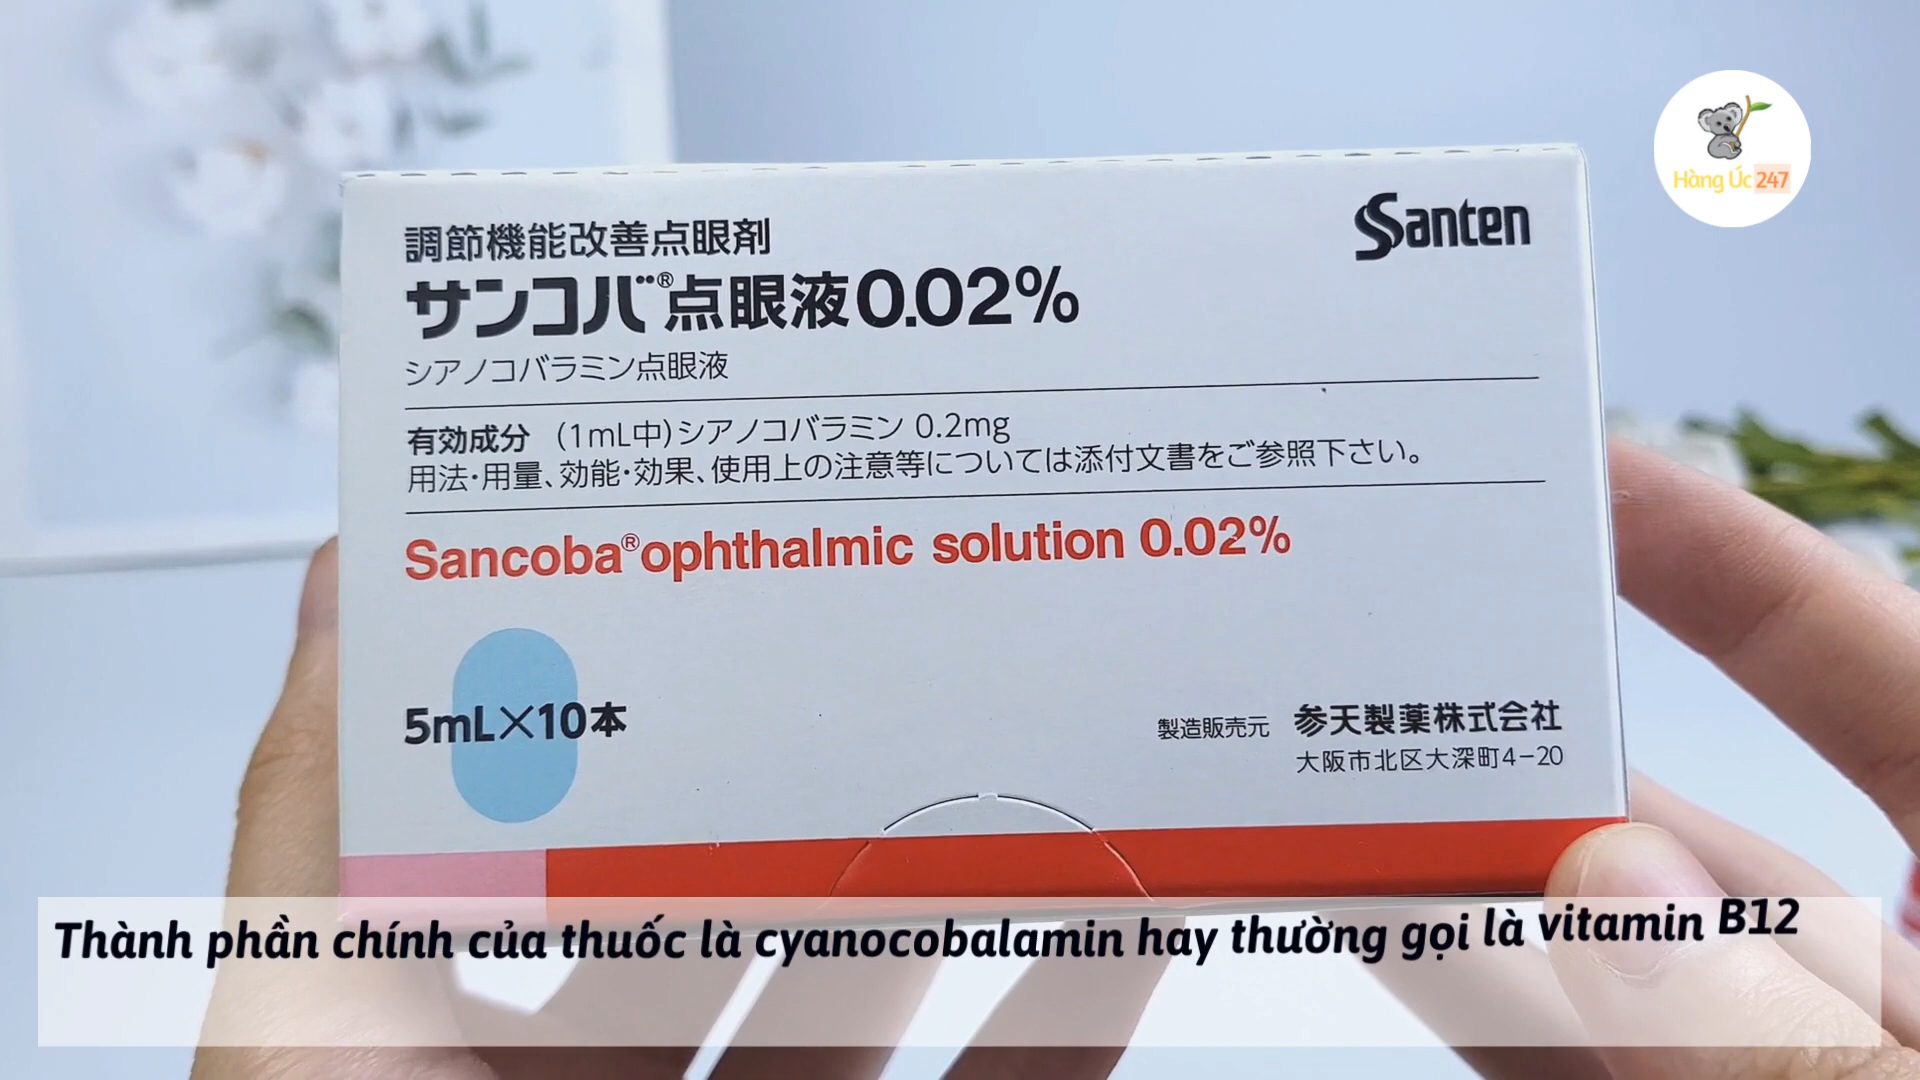 Hàng Úc 247
Santen
調節機能改善点眼剤
サンコバ®点眼液0.02%
シアノコバラミン点眼液
有効成分 (1mL中)シアノコバラミン 0.2mg
用法・用量、効能・効果、使用上の注意等については添付文書をご参照下さい。
Sancoba®ophthalmic solution 0.02%
5mL×10本
製造販売元 参天製薬株式会社
大阪市北区大深町4-20
Thành phần chính của thuốc là cyanocobalamin hay thường gọi là vitamin B12